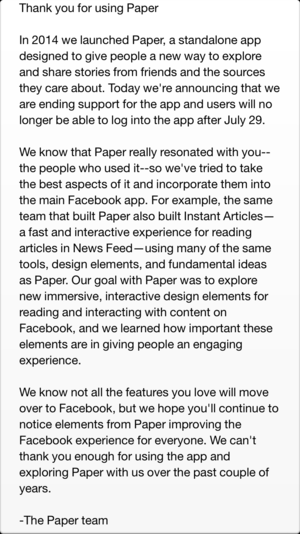 Thank you for using Paper
In 2014 we launched Paper, a standalone app
designed to give people a new way to explore
and share stories from friends and the sources
they care about. Today we're announcing that we
are ending support for the app and users will no
longer be able to log into the app after July 29.
We know that Paper really resonated with you--
the people who used it--so we've tried to take
the best aspects of it and incorporate them into
the main Facebook app. For example, the same
team that built Paper also built Instant Articles—
a fast and interactive experience for reading
articles in News Feed—using many of the same
tools, design elements, and fundamental ideas
as Paper. Our goal with Paper was to explore
new immersive, interactive design elements for
reading and interacting with content on
Facebook, and we learned how important these
elements are in giving people an engaging
experience.
We know not all the features you love will move
over to Facebook, but we hope you'll continue to
notice elements from Paper improving the
Facebook experience for everyone. We can't
thank you enough for using the app and
exploring Paper with us over the past couple of
years.
-The Paper team